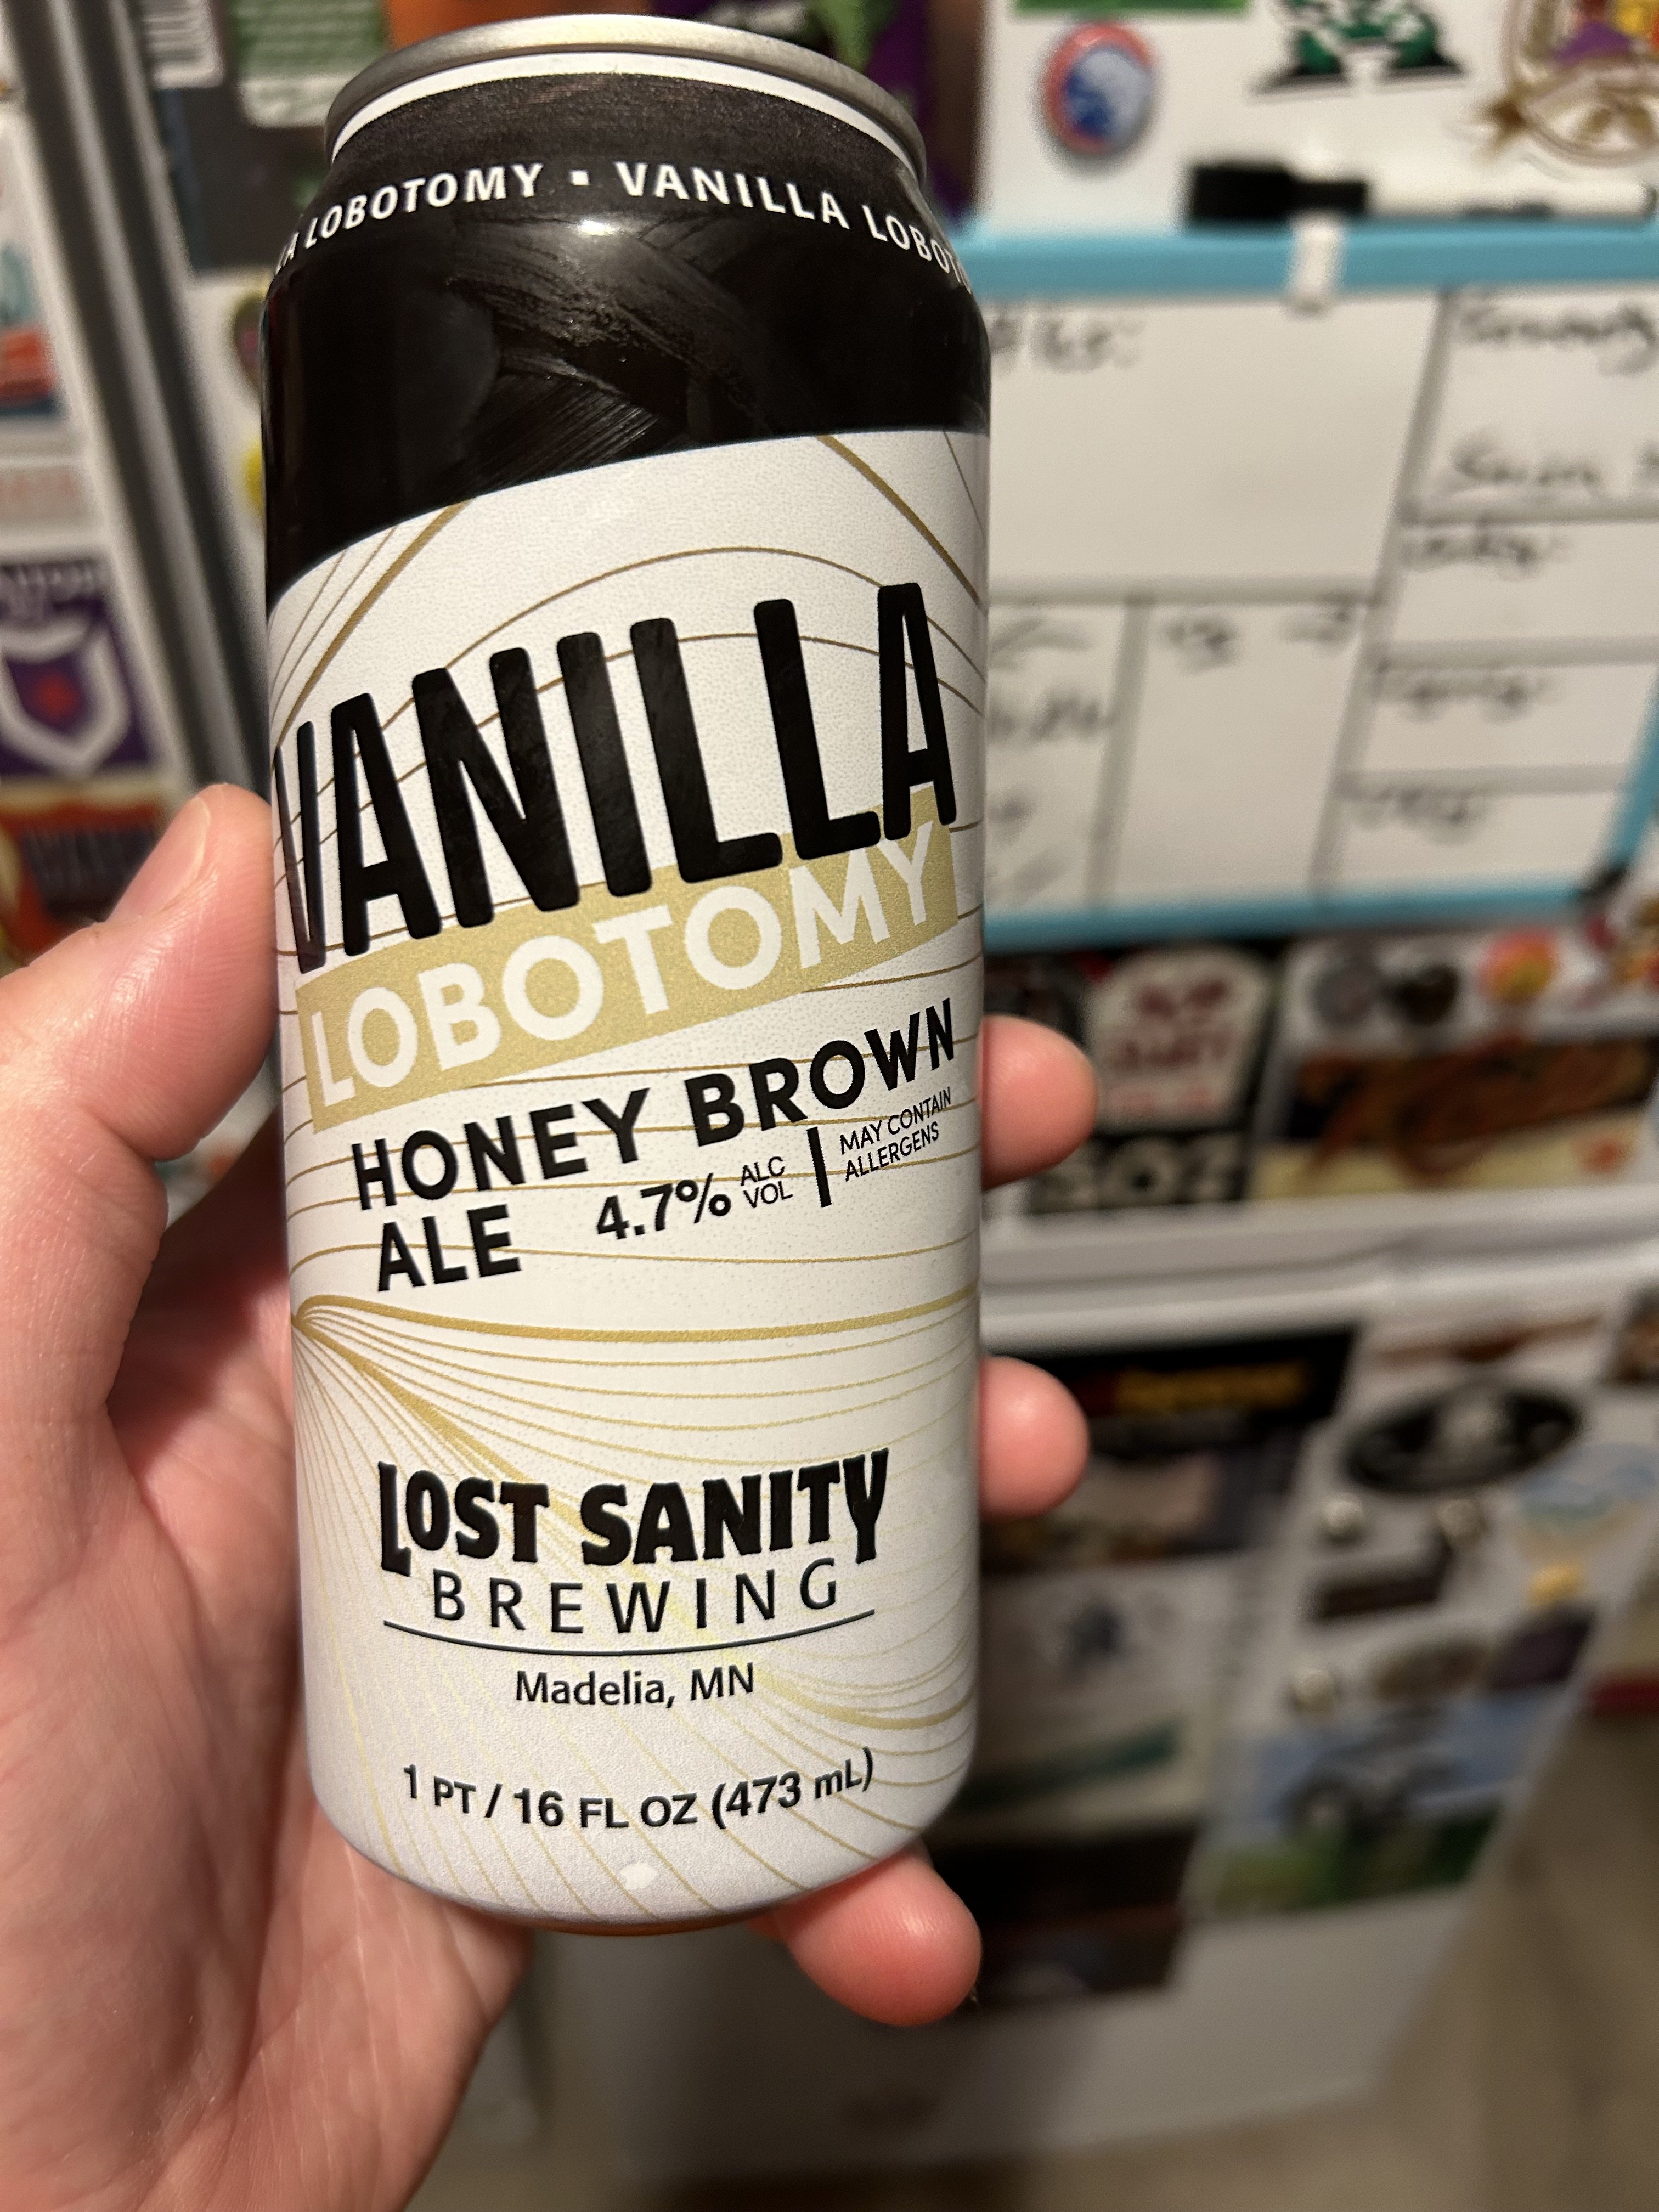 LOBOTOMY ▪ VANILLA LOBOT
VANILLA
LOBOTOMY
HONEY BROWN
ALE
4.7% ALC
VOL
MAY CONTAIN
ALLERGENS
LOST SANITY
BREWING
Madelia, MN
1 PT / 16 FL OZ (473 mL)